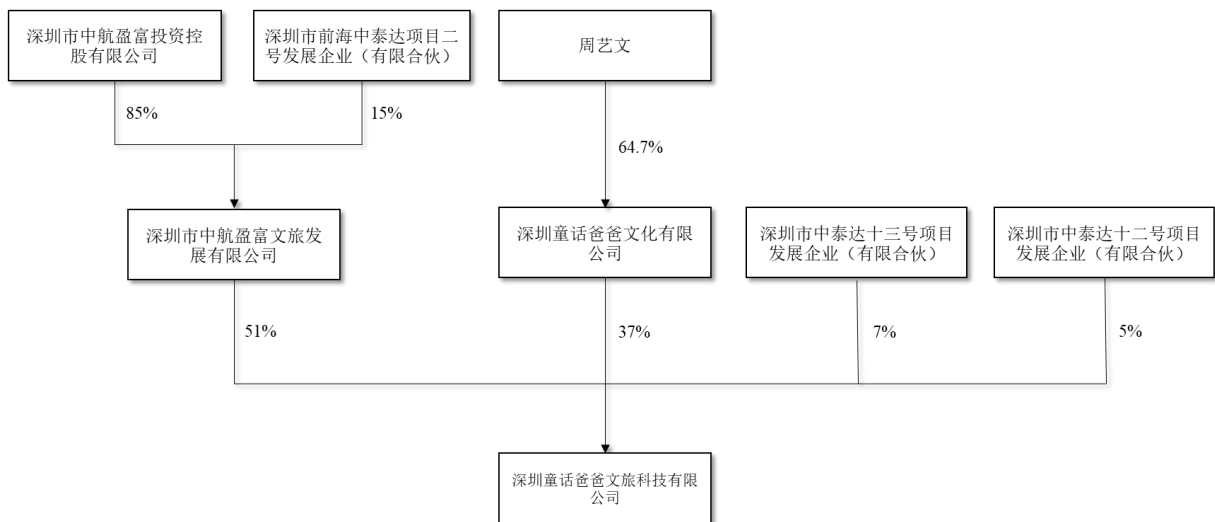 深圳市中航盈富投资控
股有限公司
深圳市前海中泰达项目二
号发展企业（有限合伙）
周艺文
85%
15%
64.7%
深圳市中航盈富文旅发
展有限公司
深圳童话爸爸文化有限
公司
深圳市中泰达十三号项目
发展企业（有限合伙）
深圳市中泰达十二号项目
发展企业（有限合伙）
51%
37%
7%
5%
深圳童话爸爸文旅科技有限
公司